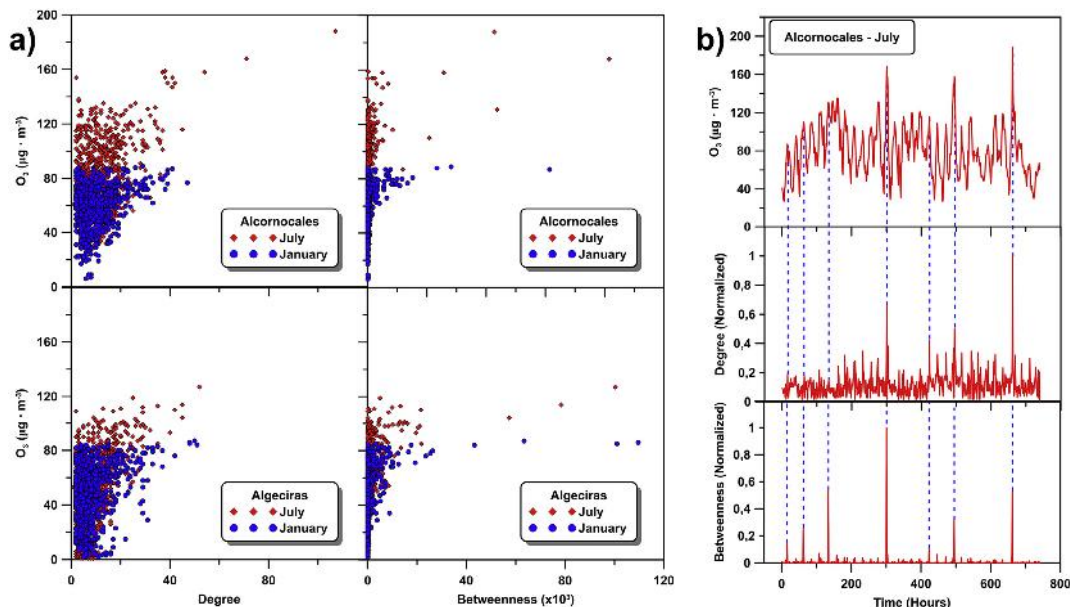 a)
O₃ (µg · m⁻³)
200
160
120
80
40
0
Alcornocales
July
January
Alcornocales
July
January
O₃ (µg · m⁻³)
160
120
80
40
0
Algeciras
July
January
Algeciras
July
January
0 40 80 0 40 80 120
Degree
Betweenness (x10³)
b)
Alcornocales - July
O₃ (µg · m⁻³)
200
160
120
80
40
0
Degree (Normalized)
1
0,8
0,6
0,4
0,2
0
Betweenness (Normalized)
1
0,8
0,6
0,4
0,2
0
0 200 400 600 800
Time (Hours)